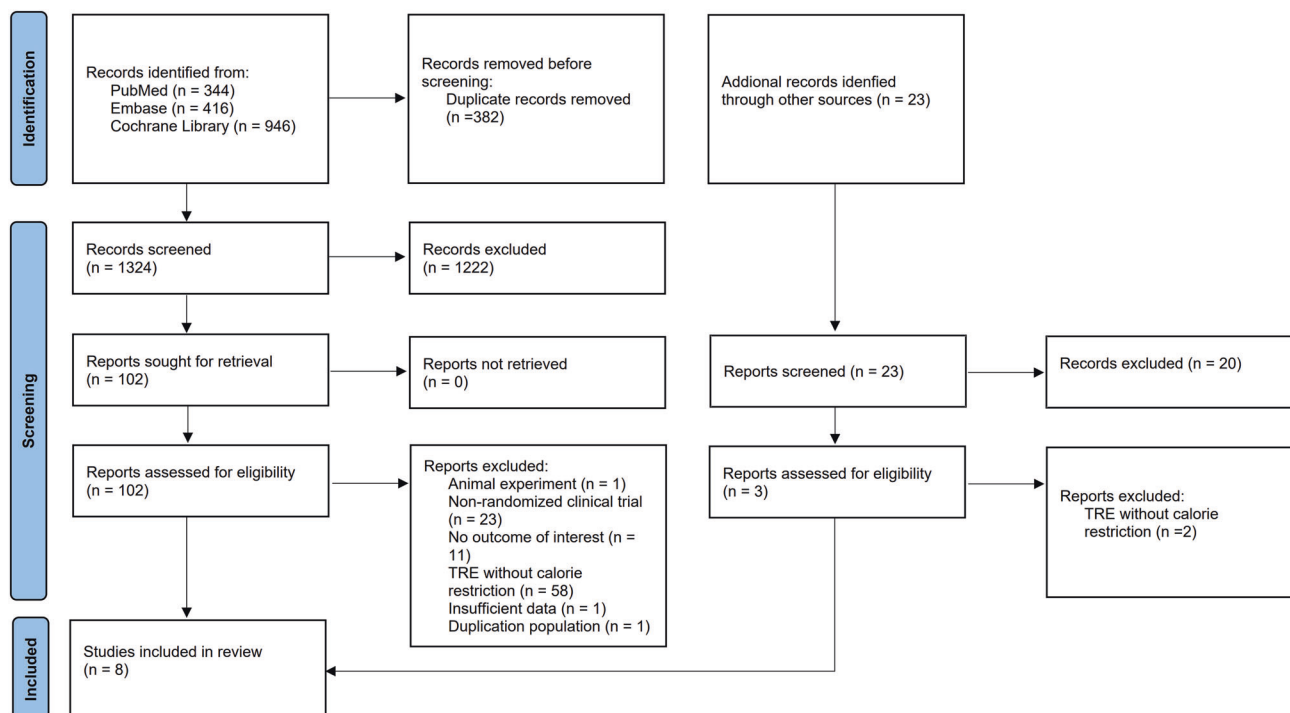 Identification
Records identified from:
PubMed (n = 344)
Embase (n = 416)
Cochrane Library (n = 946)
Records removed before
screening:
Duplicate records removed
(n =382)
Addional records idenfied
through other sources (n = 23)
Screening
Records screened
(n = 1324)
Records excluded
(n = 1222)
Reports sought for retrieval
(n = 102)
Reports not retrieved
(n = 0)
Reports screened (n = 23)
Records excluded (n = 20)
Reports assessed for eligibility
(n = 102)
Reports excluded:
Animal experiment (n = 1)
Non-randomized clinical trial
(n = 23)
No outcome of interest (n =
11)
TRE without calorie
restriction (n = 58)
Insufficient data (n = 1)
Duplication population (n = 1)
Reports assessed for eligibility
(n = 3)
Reports excluded:
TRE without calorie
restriction (n =2)
Included
Studies included in review
(n = 8)